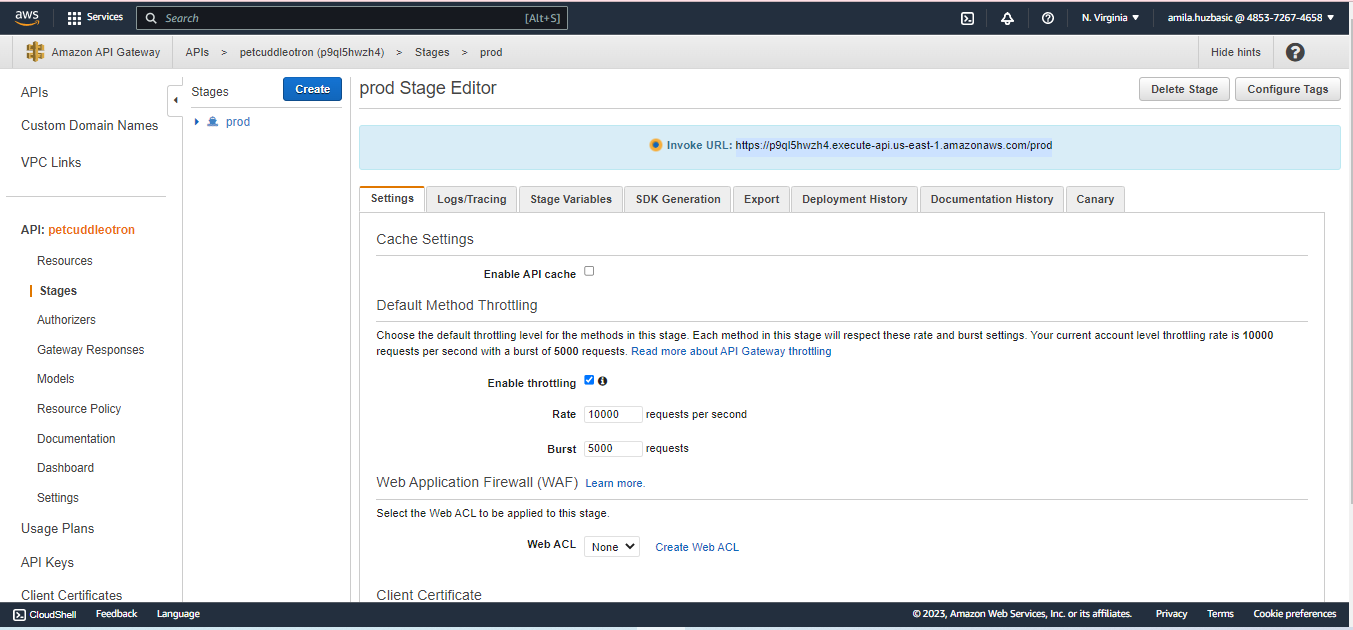 aws
Services
Search
[Alt+S]
N. Virginia
amila.huzbasic @ 4853-7267-4658
Amazon API Gateway
APIs > petcuddleotron (p9ql5hwzh4) > Stages > prod
Hide hints
APIs
Custom Domain Names
VPC Links
API: petcuddleotron
Resources
Stages
Authorizers
Gateway Responses
Models
Resource Policy
Documentation
Dashboard
Settings
Usage Plans
API Keys
Client Certificates
Stages
Create
prod
prod Stage Editor
Delete Stage
Configure Tags
Invoke URL: https://p9ql5hwzh4.execute-api.us-east-1.amazonaws.com/prod
Settings
Logs/Tracing
Stage Variables
SDK Generation
Export
Deployment History
Documentation History
Canary
Cache Settings
Enable API cache
Default Method Throttling
Choose the default throttling level for the methods in this stage. Each method in this stage will respect these rate and burst settings. Your current account level throttling rate is 10000
requests per second with a burst of 5000 requests. Read more about API Gateway throttling
Enable throttling
Rate 10000 requests per second
Burst 5000 requests
Web Application Firewall (WAF) Learn more.
Select the Web ACL to be applied to this stage.
Web ACL None Create Web ACL
Client Certificate
CloudShell
Feedback
Language
© 2023, Amazon Web Services, Inc. or its affiliates.
Privacy
Terms
Cookie preferences